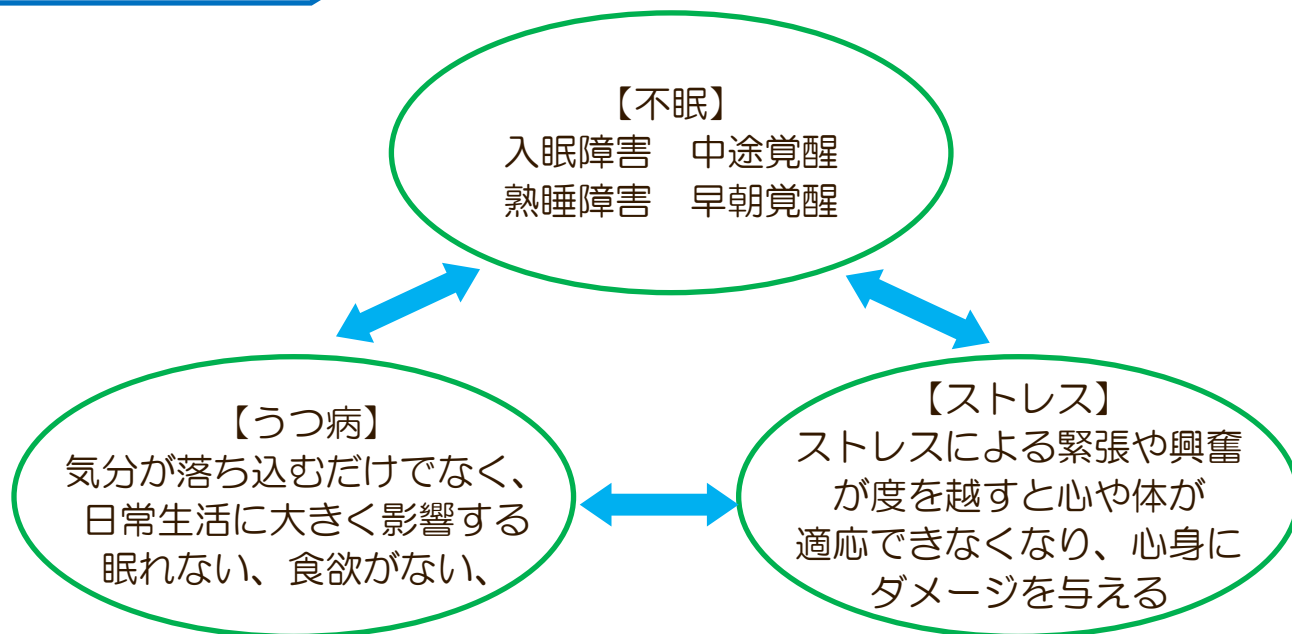 【不眠】
入眠障害　中途覚醒
熟睡障害　早朝覚醒
【うつ病】
気分が落ち込むだけでなく、
日常生活に大きく影響する
眠れない、食欲がない、
【ストレス】
ストレスによる緊張や興奮
が度を越すと心や体が
適応できなくなり、心身に
ダメージを与える